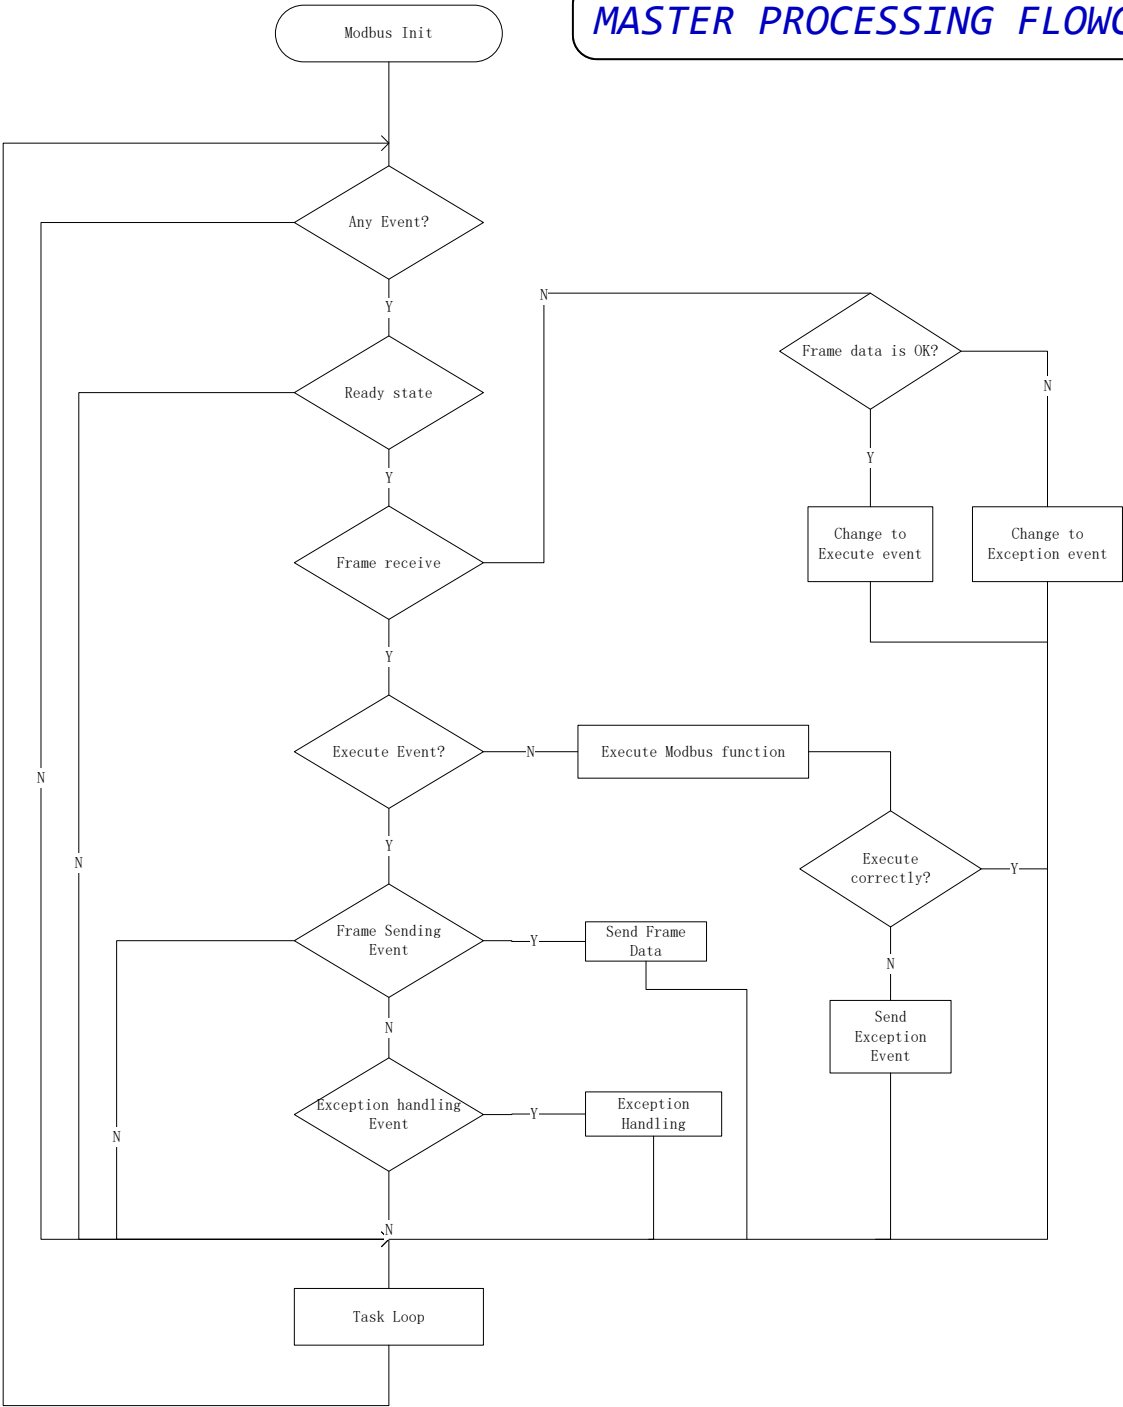 Modbus Init
MASTER PROCESSING FLOWC
Any Event?
Y
N
Frame data is OK?
Ready state
N
Y
Y
Change to
Execute event
Change to
Exception event
Frame receive
Y
Execute Event?
N
Execute Modbus function
N
Y
N
Execute
correctly?
Y
Frame Sending
Event
Y
Send Frame
Data
N
Send
Exception
Event
N
Exception handling
Event
Y
Exception
Handling
N
N
Task Loop